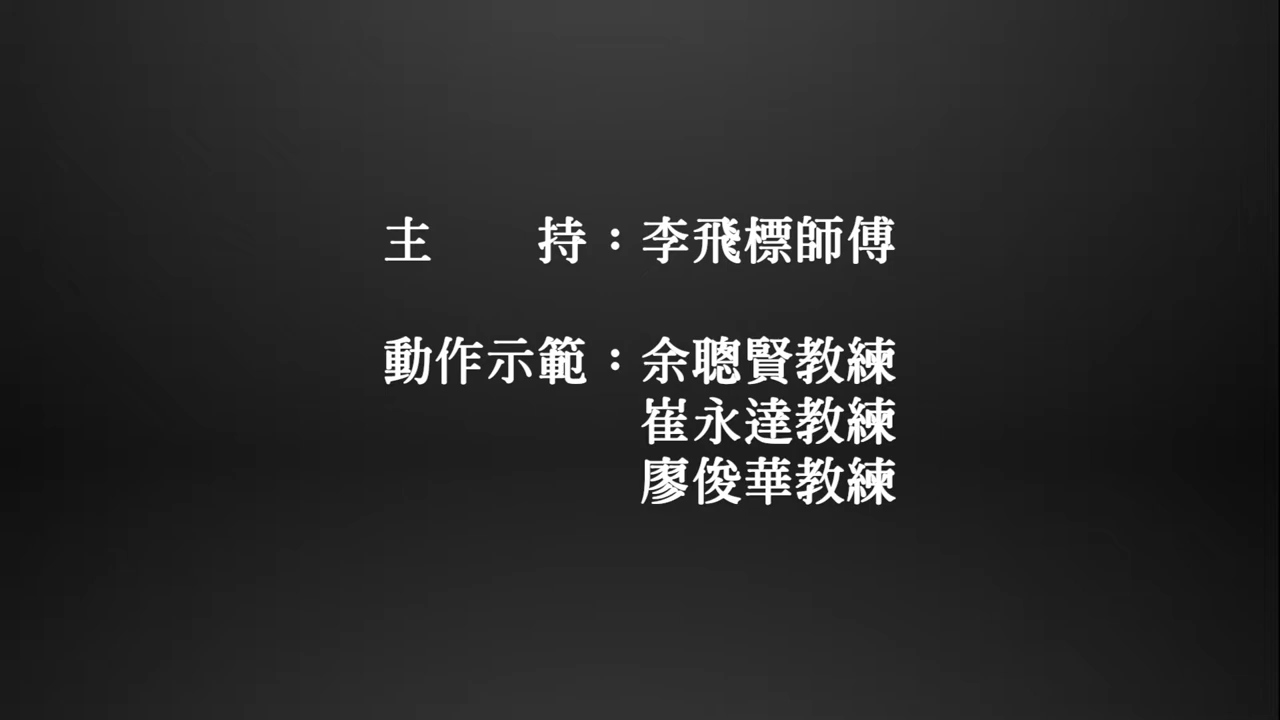 主　　持：李飛標師傅
動作示範：余聰賢教練
崔永達教練
廖俊華教練